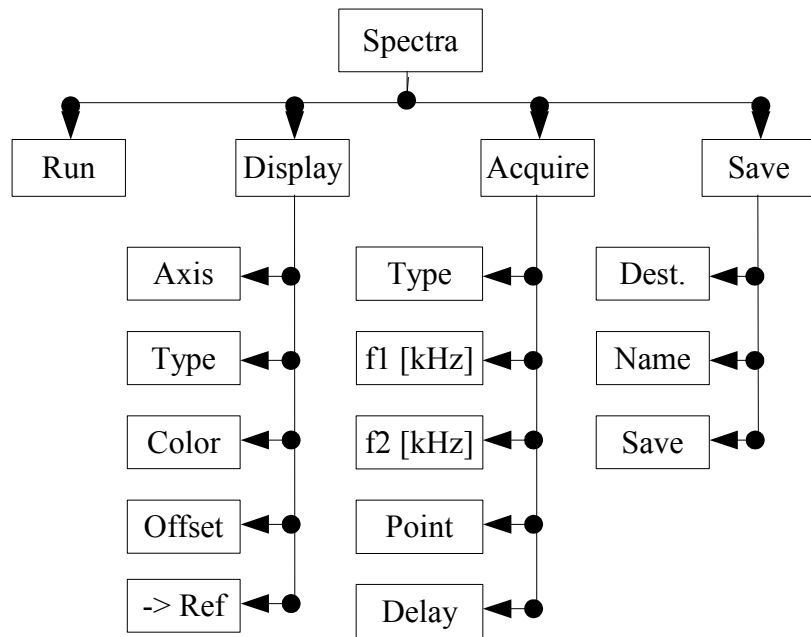 Spectra
Run
Display
Acquire
Save
Axis
Type
Color
Offset
-> Ref
Type
f1 [kHz]
f2 [kHz]
Point
Delay
Dest.
Name
Save